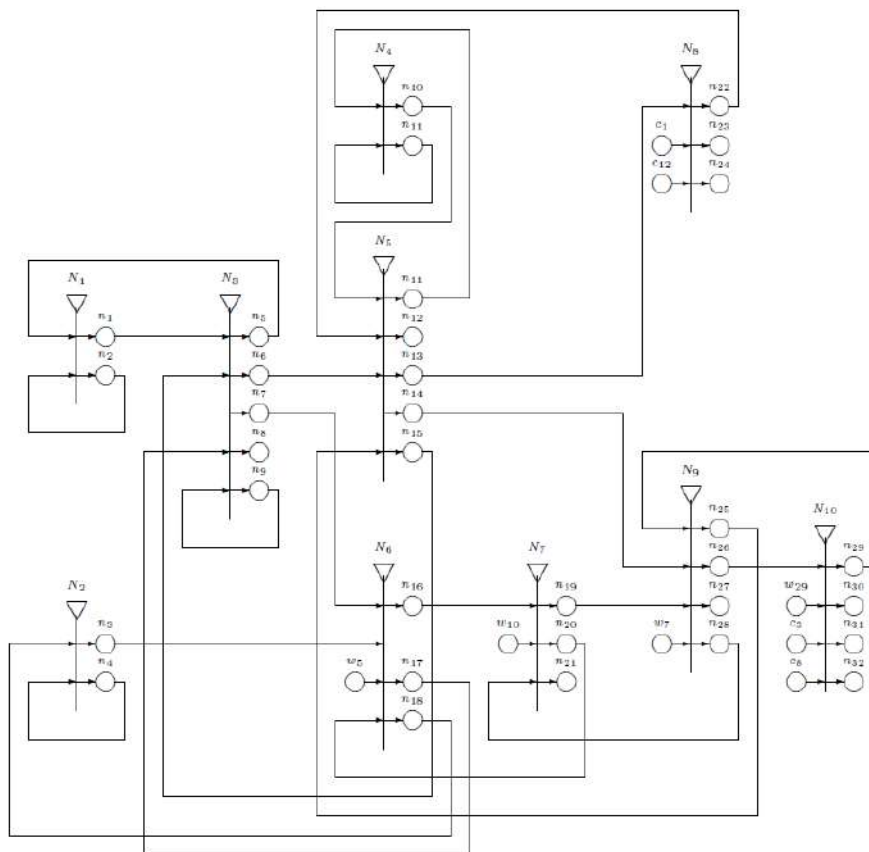 N₄
N₈
n₁₀
n₂₂
n₁₁
c₁
n₂₃
c₁₂
n₂₄
N₅
N₁
N₃
n₁₁
n₁
n₅
n₁₂
n₂
n₆
n₁₃
n₇
n₁₄
n₈
n₁₅
n₉
N₉
n₂₅
N₁₀
N₆
N₇
n₂₆
n₂₉
N₂
n₁₆
n₁₉
n₂₇
w₂₉
n₃₀
n₃
w₁₀
n₂₀
w₇
n₂₈
c₃
n₃₁
n₄
w₅
n₁₇
n₂₁
c₈
n₃₂
n₁₈